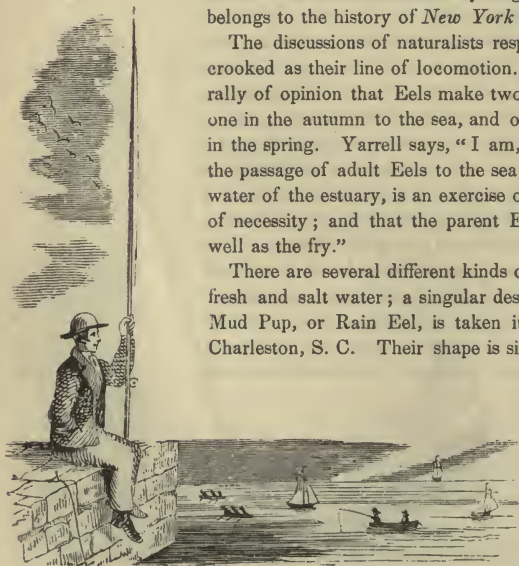 belongs to the history of New York
The discussions of naturalists resp
crooked as their line of locomotion.
rally of opinion that Eels make two
one in the autumn to the sea, and o
in the spring. Yarrell says, “ I am,
the passage of adult Eels to the sea
water of the estuary, is an exercise o
of necessity ; and that the parent E
well as the fry.”
There are several different kinds o
fresh and salt water ; a singular des
Mud Pup, or Rain Eel, is taken i
Charleston, S. C. Their shape is si